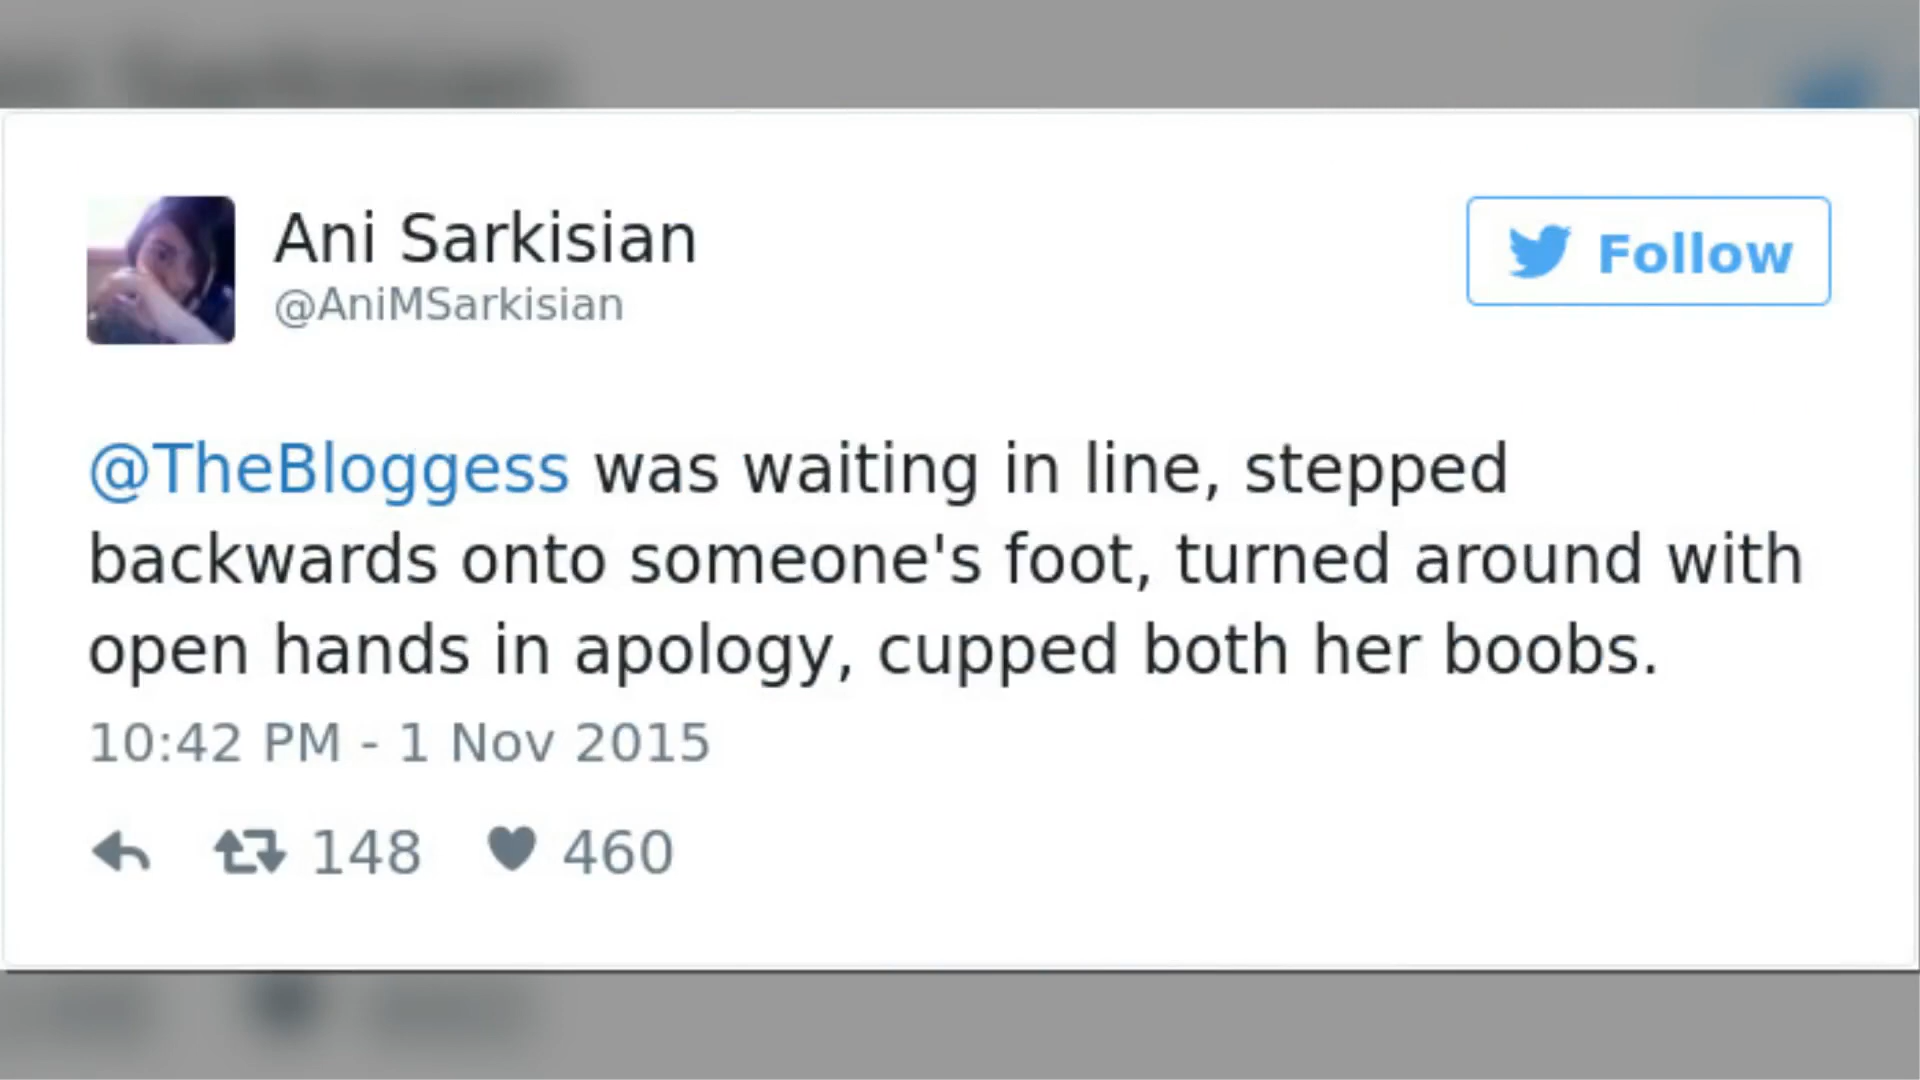 Ani Sarkisian
@AniMSarkisian
Follow
@TheBloggess was waiting in line, stepped
backwards onto someone's foot, turned around with
open hands in apology, cupped both her boobs.
10:42 PM - 1 Nov 2015
148 460